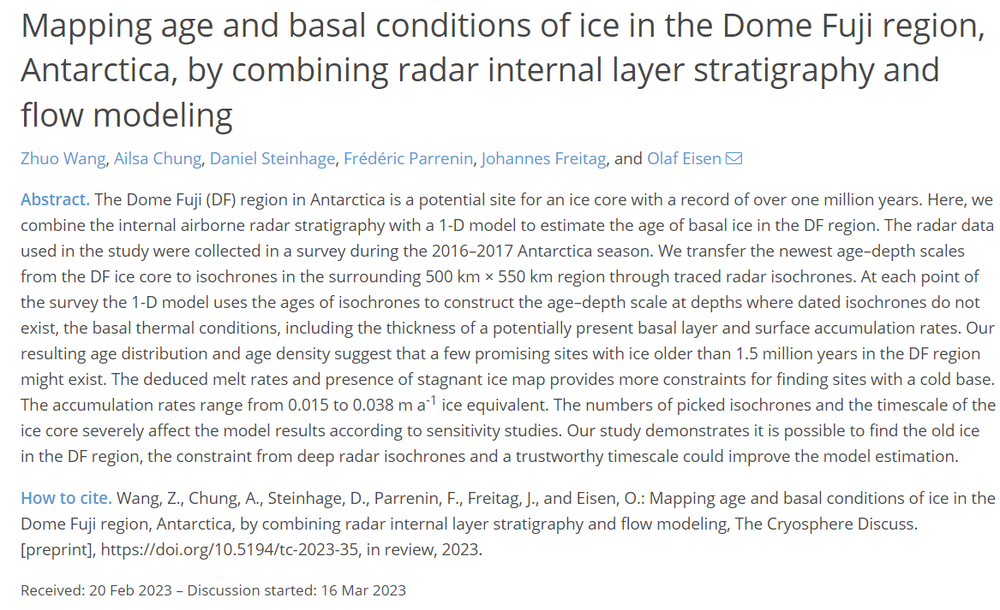 Mapping age and basal conditions of ice in the Dome Fuji region,
Antarctica, by combining radar internal layer stratigraphy and
flow modeling
Zhuo Wang, Ailsa Chung, Daniel Steinhage, Frédéric Parrenin, Johannes Freitag, and Olaf Eisen
Abstract. The Dome Fuji (DF) region in Antarctica is a potential site for an ice core with a record of over one million years. Here, we
combine the internal airborne radar stratigraphy with a 1-D model to estimate the age of basal ice in the DF region. The radar data
used in the study were collected in a survey during the 2016–2017 Antarctica season. We transfer the newest age–depth scales
from the DF ice core to isochrones in the surrounding 500 km × 550 km region through traced radar isochrones. At each point of
the survey the 1-D model uses the ages of isochrones to construct the age–depth scale at depths where dated isochrones do not
exist, the basal thermal conditions, including the thickness of a potentially present basal layer and surface accumulation rates. Our
resulting age distribution and age density suggest that a few promising sites with ice older than 1.5 million years in the DF region
might exist. The deduced melt rates and presence of stagnant ice map provides more constraints for finding sites with a cold base.
The accumulation rates range from 0.015 to 0.038 m a⁻¹ ice equivalent. The numbers of picked isochrones and the timescale of the
ice core severely affect the model results according to sensitivity studies. Our study demonstrates it is possible to find the old ice
in the DF region, the constraint from deep radar isochrones and a trustworthy timescale could improve the model estimation.
How to cite. Wang, Z., Chung, A., Steinhage, D., Parrenin, F., Freitag, J., and Eisen, O.: Mapping age and basal conditions of ice in the
Dome Fuji region, Antarctica, by combining radar internal layer stratigraphy and flow modeling, The Cryosphere Discuss.
[preprint], https://doi.org/10.5194/tc-2023-35, in review, 2023.
Received: 20 Feb 2023 – Discussion started: 16 Mar 2023